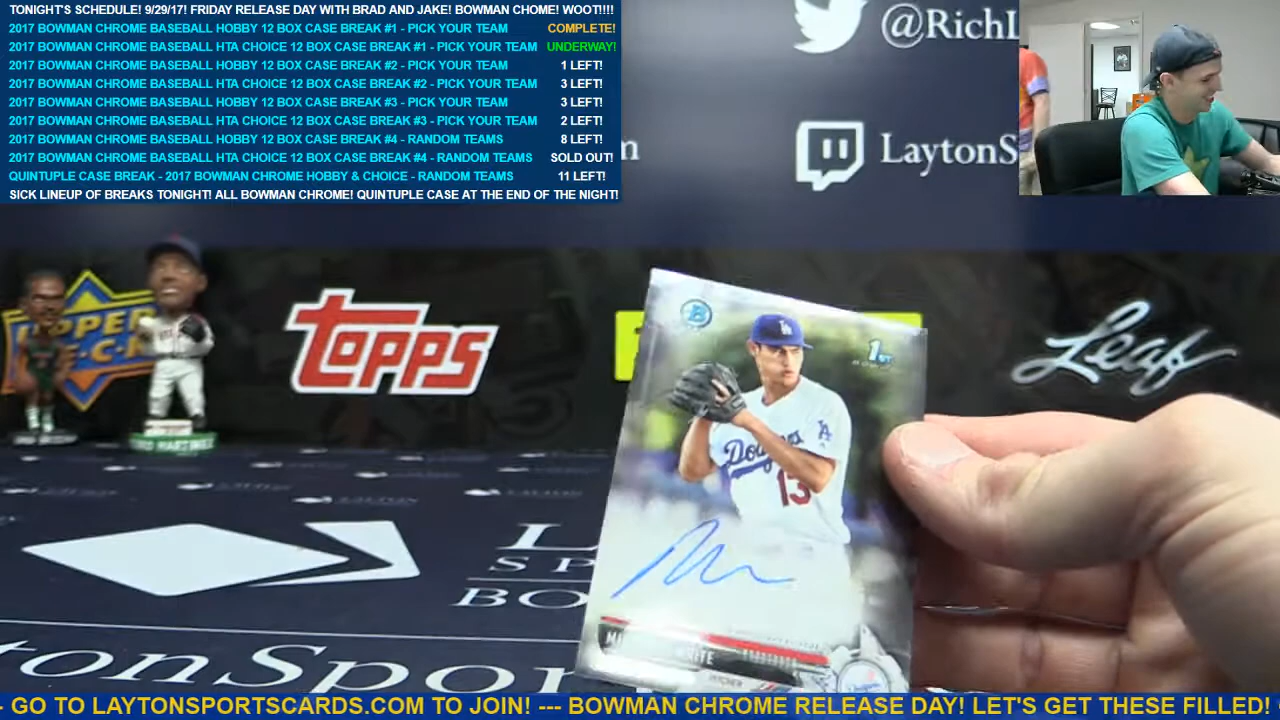 TONIGHT'S SCHEDULE! 9/29/17! FRIDAY RELEASE DAY WITH BRAD AND JAKE! BOWMAN CHOME! WOOT!!!!
2017 BOWMAN CHROME BASEBALL HOBBY 12 BOX CASE BREAK #1 - PICK YOUR TEAM COMPLETE!
2017 BOWMAN CHROME BASEBALL HTA CHOICE 12 BOX CASE BREAK #1 - PICK YOUR TEAM UNDERWAY!
2017 BOWMAN CHROME BASEBALL HOBBY 12 BOX CASE BREAK #2 - PICK YOUR TEAM 1 LEFT!
2017 BOWMAN CHROME BASEBALL HTA CHOICE 12 BOX CASE BREAK #2 - PICK YOUR TEAM 3 LEFT!
2017 BOWMAN CHROME BASEBALL HOBBY 12 BOX CASE BREAK #3 - PICK YOUR TEAM 3 LEFT!
2017 BOWMAN CHROME BASEBALL HTA CHOICE 12 BOX CASE BREAK #3 - PICK YOUR TEAM 2 LEFT!
2017 BOWMAN CHROME BASEBALL HOBBY 12 BOX CASE BREAK #4 - RANDOM TEAMS 8 LEFT!
2017 BOWMAN CHROME BASEBALL HTA CHOICE 12 BOX CASE BREAK #4 - RANDOM TEAMS SOLD OUT!
QUINTUPLE CASE BREAK - 2017 BOWMAN CHROME HOBBY & CHOICE - RANDOM TEAMS 11 LEFT!
SICK LINEUP OF BREAKS TONIGHT! ALL BOWMAN CHROME! QUINTUPLE CASE AT THE END OF THE NIGHT!
@RichL
m
LaytonS
UPPER
TOPPS
Leaf
B
LA
1ST
Dodgers
LA
13
MARTINEZ
L
SP
BO
PITCHER
tonSpor
- GO TO LAYTONSPORTSCARDS.COM TO JOIN! --- BOWMAN CHROME RELEASE DAY! LET'S GET THESE FILLED!